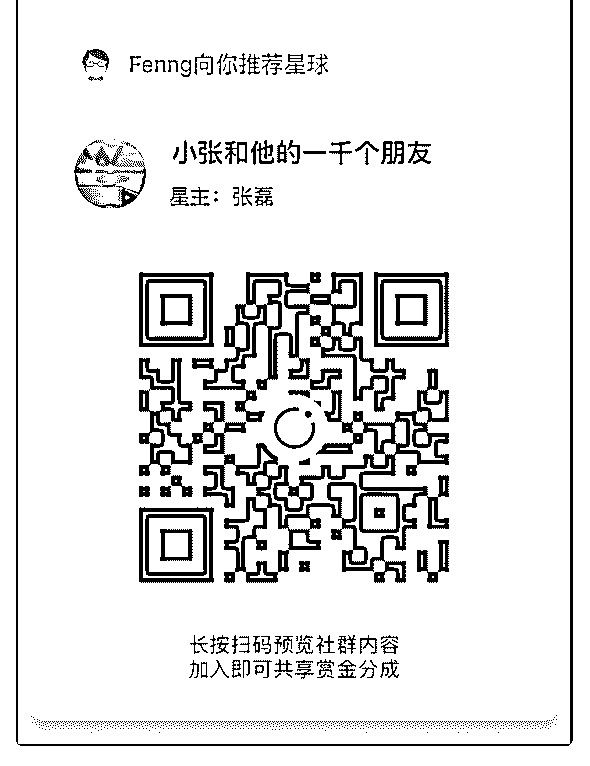 Fenng向你推荐星球
小张和他的一千个朋友
星主：张磊
长按扫码预览社群内容
加入即可共享赏金分成